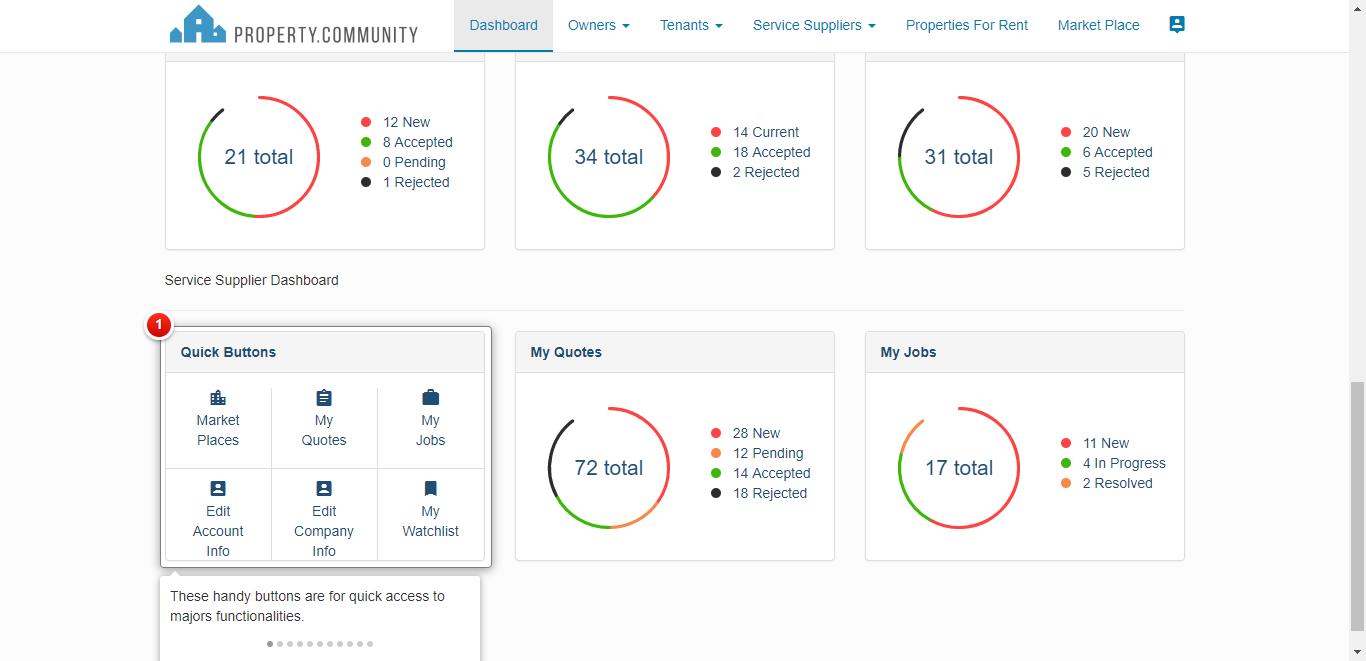 PROPERTY.COMMUNITY
Dashboard
Owners
Tenants
Service Suppliers
Properties For Rent
Market Place
21 total
12 New
8 Accepted
0 Pending
1 Rejected
34 total
14 Current
18 Accepted
2 Rejected
31 total
20 New
6 Accepted
5 Rejected
Service Supplier Dashboard
1
Quick Buttons
Market
Places
My
Quotes
My
Jobs
Edit
Account
Info
Edit
Company
Info
My
Watchlist
My Quotes
72 total
28 New
12 Pending
14 Accepted
18 Rejected
My Jobs
17 total
11 New
4 In Progress
2 Resolved
These handy buttons are for quick access to
majors functionalities.